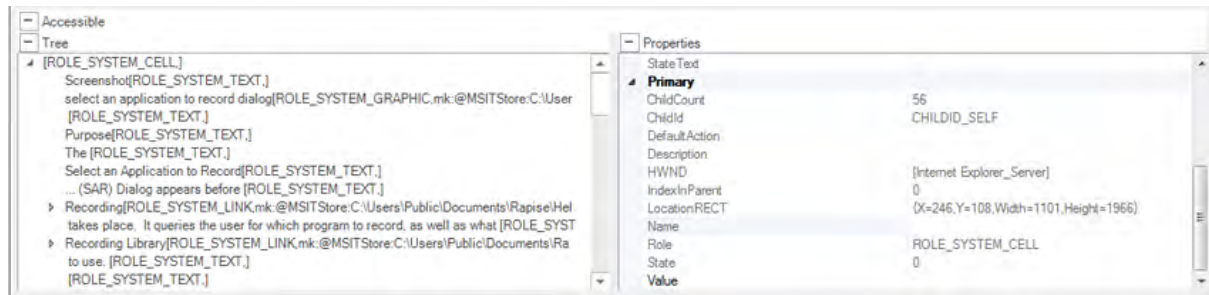 Accessible
Tree
[ROLE_SYSTEM_CELL,]
Screenshot[ROLE_SYSTEM_TEXT,]
select an application to record dialog[ROLE_SYSTEM_GRAPHIC,mk:@MSITStore:C:\User
[ROLE_SYSTEM_TEXT,]
Purpose[ROLE_SYSTEM_TEXT,]
The [ROLE_SYSTEM_TEXT,]
Select an Application to Record[ROLE_SYSTEM_TEXT,]
... (SAR) Dialog appears before [ROLE_SYSTEM_TEXT,]
Recording[ROLE_SYSTEM_LINK,mk:@MSITStore:C:\Users\Public\Documents\Rapise\Hel
takes place.  It queries the user for which program to record, as well as what [ROLE_SYST
Recording Library[ROLE_SYSTEM_LINK,mk:@MSITStore:C:\Users\Public\Documents\Ra
to use. [ROLE_SYSTEM_TEXT,]
[ROLE_SYSTEM_TEXT,]
Properties
StateText
Primary
ChildCount 56
ChildId CHILDID_SELF
DefaultAction
Description
HWND [Internet Explorer_Server]
IndexInParent 0
LocationRECT {X=246,Y=108,Width=1101,Height=1966}
Name
Role ROLE_SYSTEM_CELL
State 0
Value